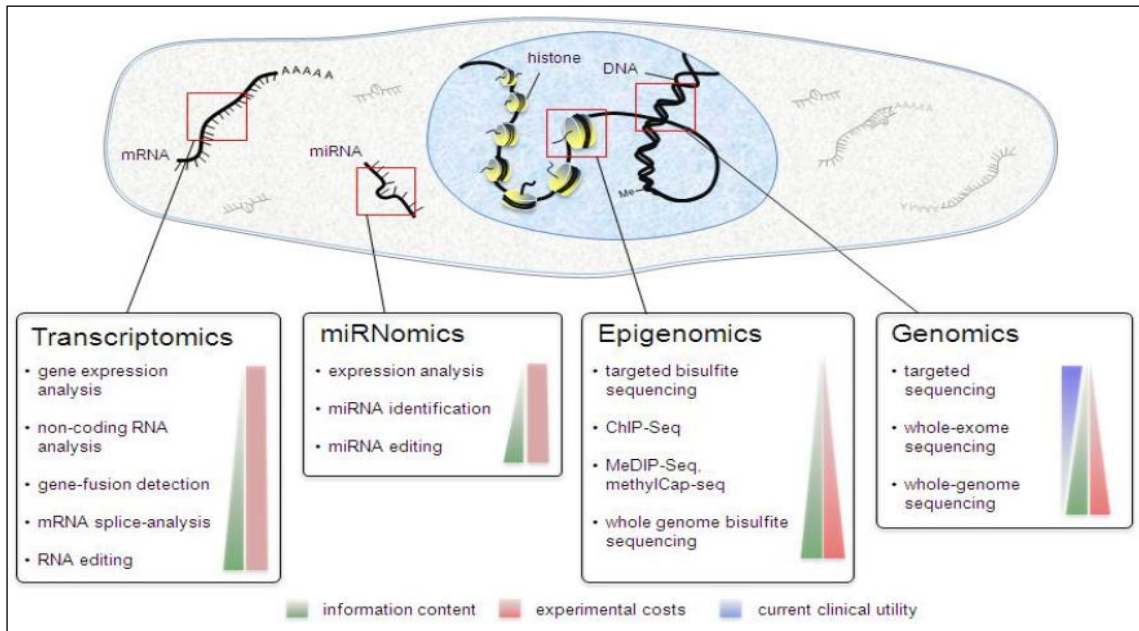 histone
DNA
AAAAA
mRNA
miRNA
Me
AAAAA
AAAAA
Transcriptomics
• gene expression
analysis
• non-coding RNA
analysis
• gene-fusion detection
• mRNA splice-analysis
• RNA editing
miRNomics
• expression analysis
• miRNA identification
• miRNA editing
Epigenomics
• targeted bisulfite
sequencing
• ChIP-Seq
• MeDIP-Seq,
methylCap-seq
• whole genome bisulfite
sequencing
Genomics
• targeted
sequencing
• whole-exome
sequencing
• whole-genome
sequencing
information content
experimental costs
current clinical utility